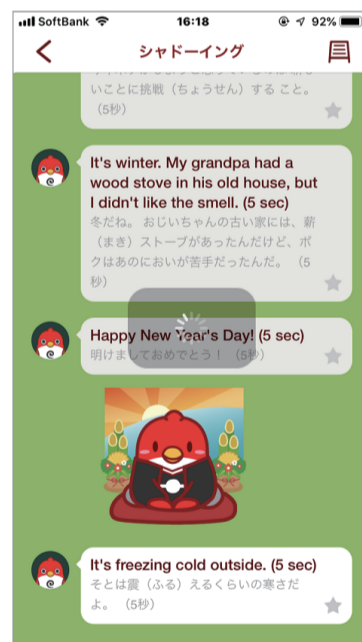 SoftBank 16:18 92%
シャドーイング
いことに挑戦（ちょうせん）する こと。
（5秒）
It's winter. My grandpa had a
wood stove in his old house, but
I didn't like the smell. (5 sec)
冬だね。 おじいちゃんの古い家には、薪
（まき）ストーブがあったんだけど、ボ
クはあのにおいが苦手だったんだ。 （5
秒）
Happy New Year's Day! (5 sec)
明けましておめでとう！ （5秒）
It's freezing cold outside. (5 sec)
そとは震（ふる）えるくらいの寒さだ
よ。 （5秒）